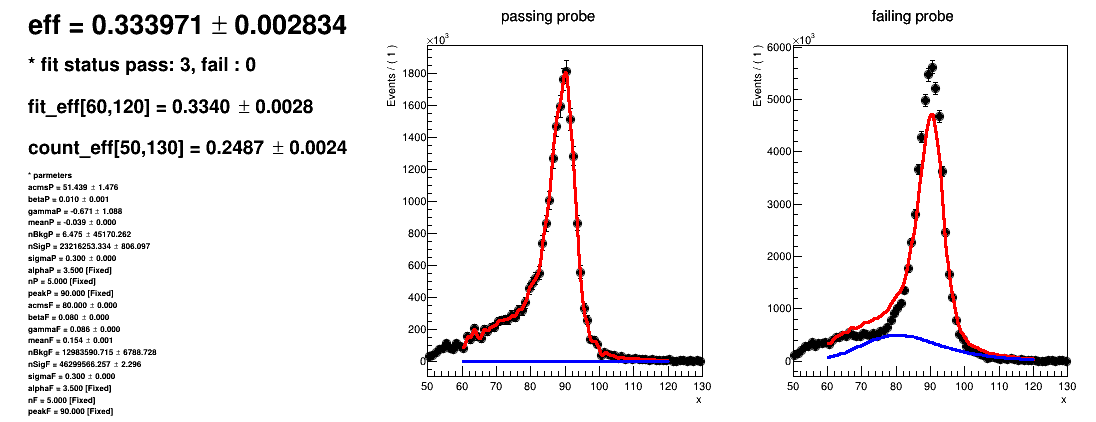 eff = 0.333971 ± 0.002834
* fit status pass: 3, fail : 0
fit_eff[60,120] = 0.3340 ± 0.0028
count_eff[50,130] = 0.2487 ± 0.0024
* parmeters
acmsP = 51.439 ± 1.476
betaP = 0.010 ± 0.001
gammaP = -0.671 ± 1.088
meanP = -0.039 ± 0.000
nBkgP = 6.475 ± 45170.262
nSigP = 23216253.334 ± 806.097
sigmaP = 0.300 ± 0.000
alphaP = 3.500 [Fixed]
nP = 5.000 [Fixed]
peakP = 90.000 [Fixed]
acmsF = 80.000 ± 0.000
betaF = 0.080 ± 0.000
gammaF = 0.086 ± 0.000
meanF = 0.154 ± 0.001
nBkgF = 12983590.715 ± 6788.728
nSigF = 46299566.257 ± 2.296
sigmaF = 0.300 ± 0.000
alphaF = 3.500 [Fixed]
nF = 5.000 [Fixed]
peakF = 90.000 [Fixed]
passing probe
×10³
Events / ( 1 )
1800
1600
1400
1200
1000
800
600
400
200
0
50 60 70 80 90 100 110 120 130
x
failing probe
×10³
Events / ( 1 )
6000
5000
4000
3000
2000
1000
0
50 60 70 80 90 100 110 120 130
x